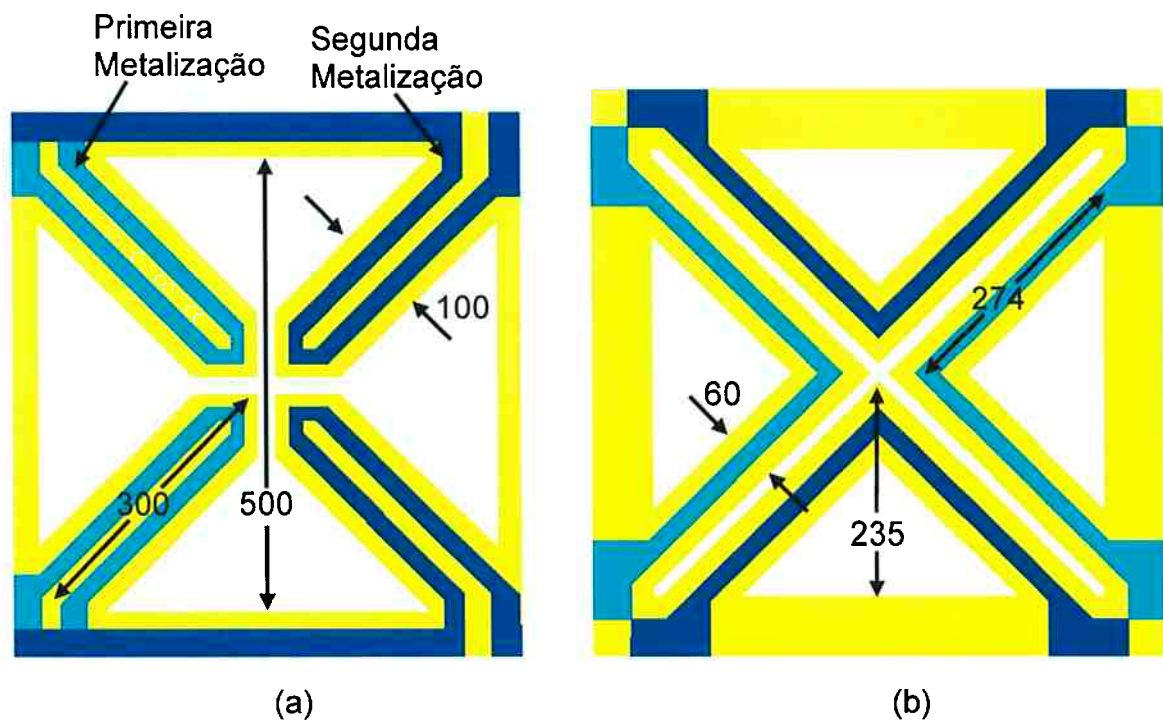 Primeira
Metalização
Segunda
Metalização
100
300
500
274
60
235
(a)
(b)